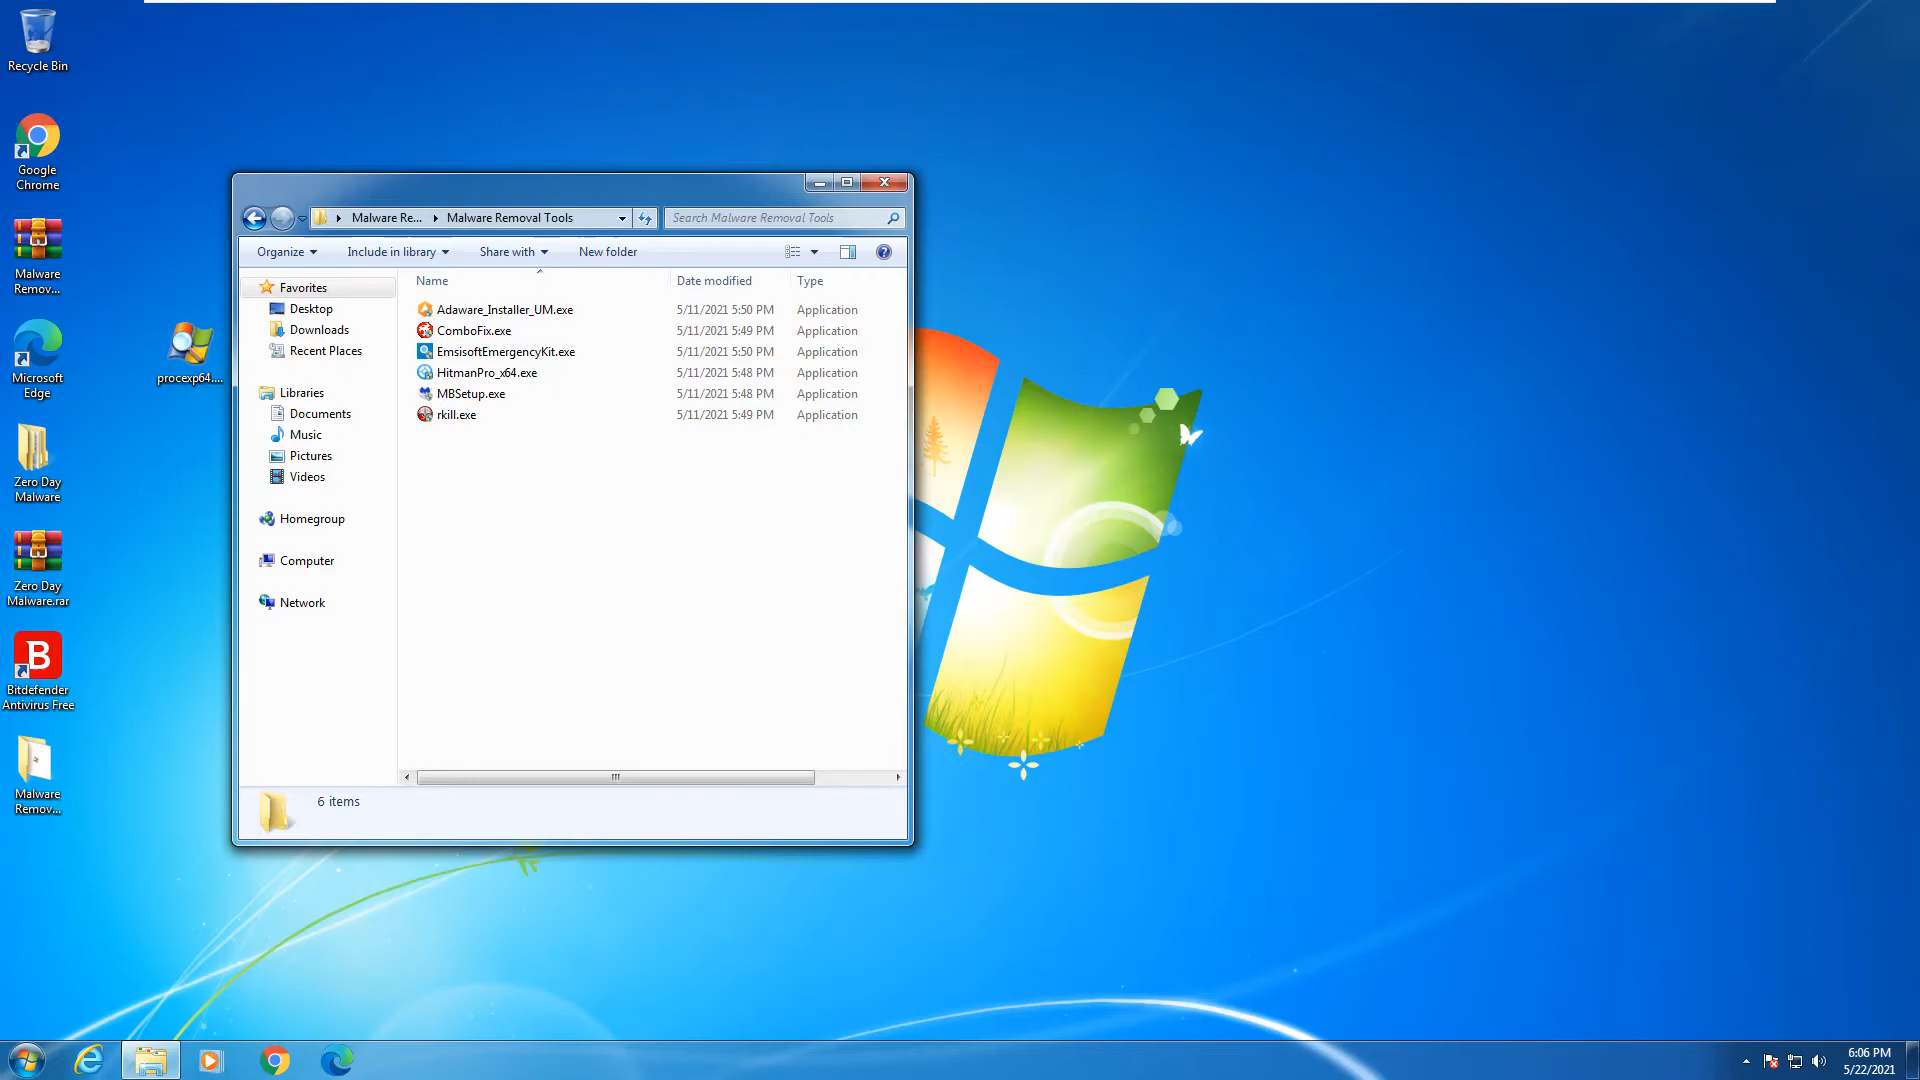 Recycle Bin
Google
Chrome
Malware
Remov...
Microsoft
Edge
Zero Day
Malware
Zero Day
Malware.rar
B
Bitdefender
Antivirus Free
Malware
Remov...
procexp64....
Malware Re...
Malware Removal Tools
Search Malware Removal Tools
Organize
Include in library
Share with
New folder
Name
Date modified
Type
Favorites
Desktop
Downloads
Recent Places
Libraries
Documents
Music
Pictures
Videos
Homegroup
Computer
Network
Adaware_Installer_UM.exe 5/11/2021 5:50 PM Application
ComboFix.exe 5/11/2021 5:49 PM Application
EmsisoftEmergencyKit.exe 5/11/2021 5:50 PM Application
HitmanPro_x64.exe 5/11/2021 5:48 PM Application
MBSetup.exe 5/11/2021 5:48 PM Application
rkill.exe 5/11/2021 5:49 PM Application
6 items
6:06 PM
5/22/2021